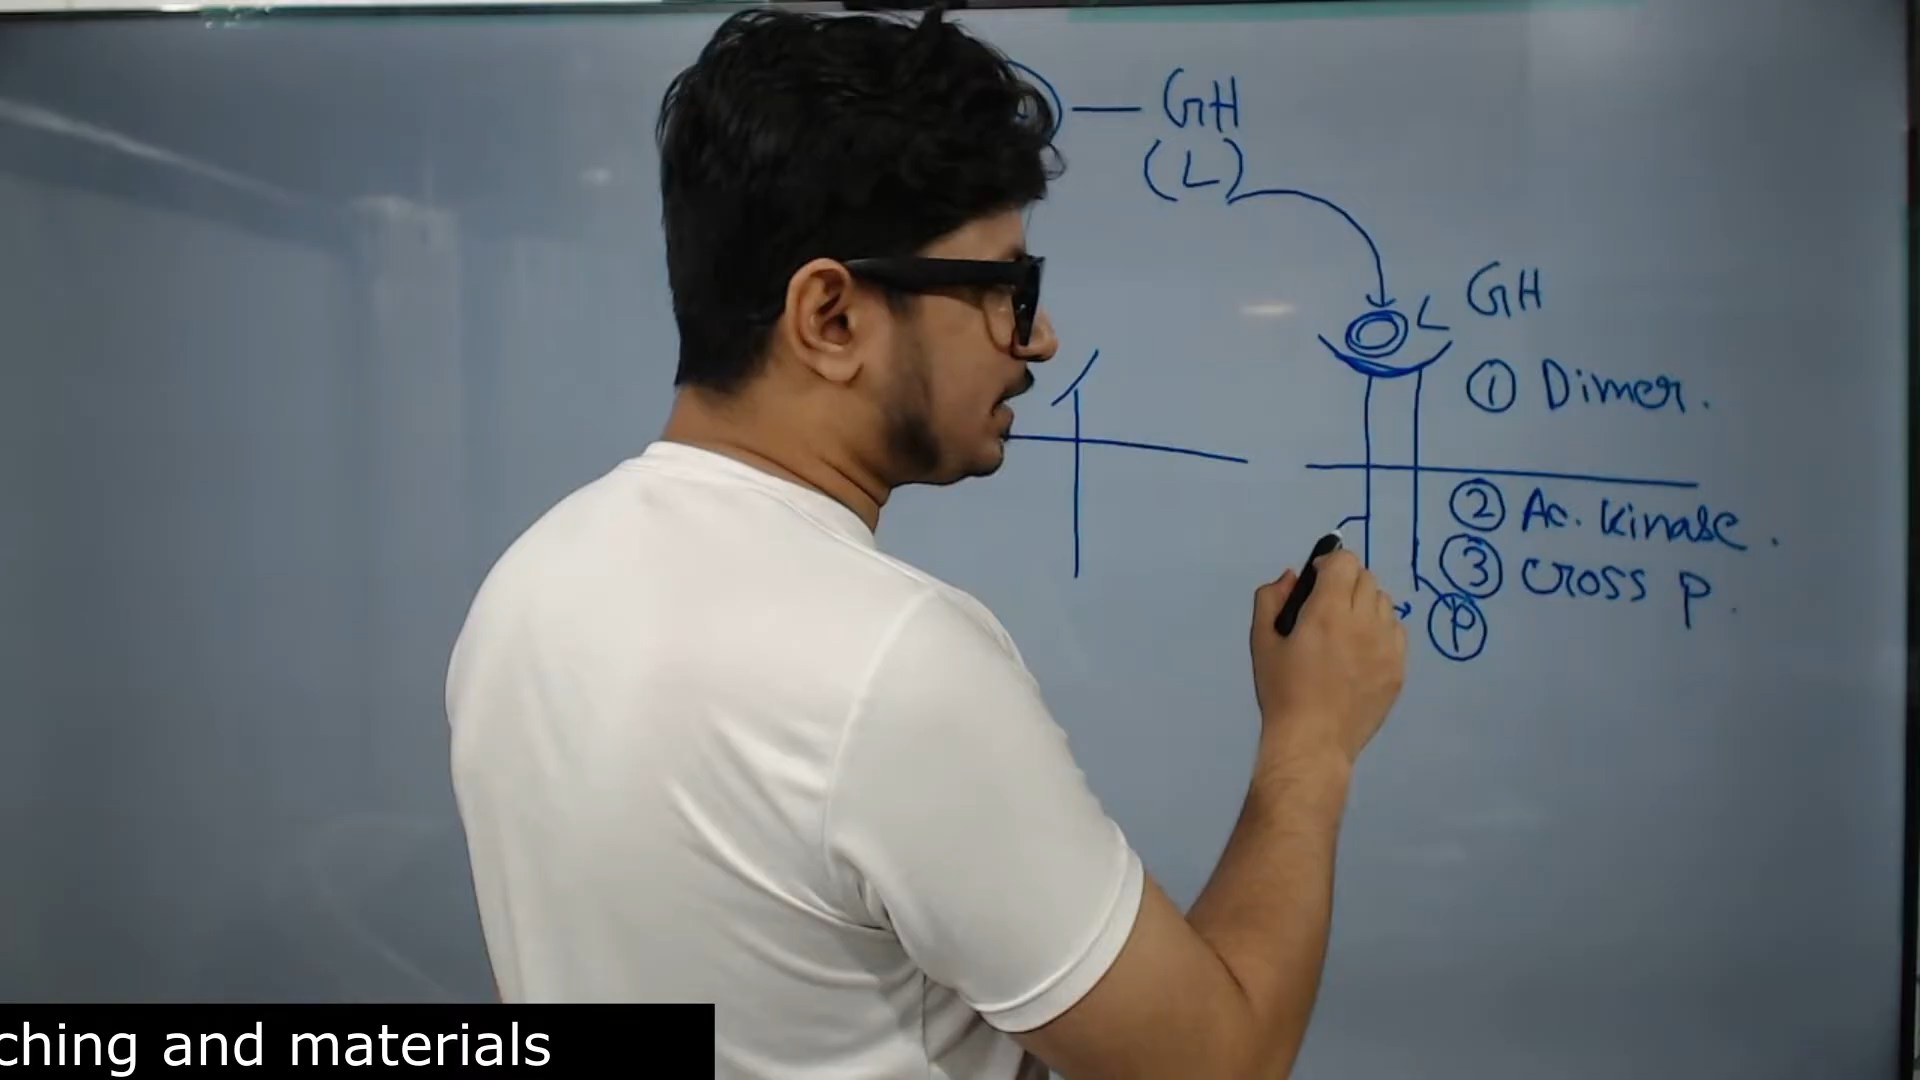 GH
(L)
L GH
① Dimer.
② Ac. Kinase.
③ cross P.
Ⓟ
ching and materials